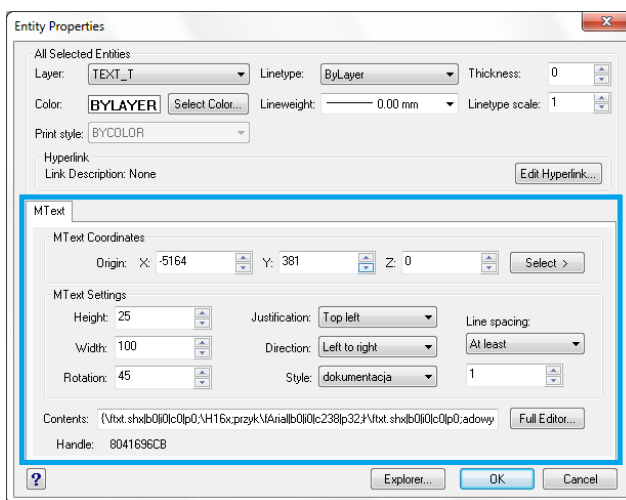 Entity Properties
All Selected Entities
Layer: TEXT_T Linetype: ByLayer Thickness: 0
Color: BYLAYER Select Color... Lineweight: 0.00 mm Linetype scale: 1
Print style: BYCOLOR
Hyperlink
Link Description: None Edit Hyperlink...
MText
MText Coordinates
Origin: X: -5164 Y: 381 Z: 0 Select >
MText Settings
Height: 25 Justification: Top left Line spacing:
Width: 100 Direction: Left to right At least
Rotation: 45 Style: dokumentacja 1
Contents: {\ftxt.shx|b0|i0|c0|p0;\H16x;przyk\fArial|b0|i0|c238|p32;ł\ftxt.shx|b0|i0|c0|p0;adowy Full Editor...
Handle: 8041696CB
? Explorer... OK Cancel